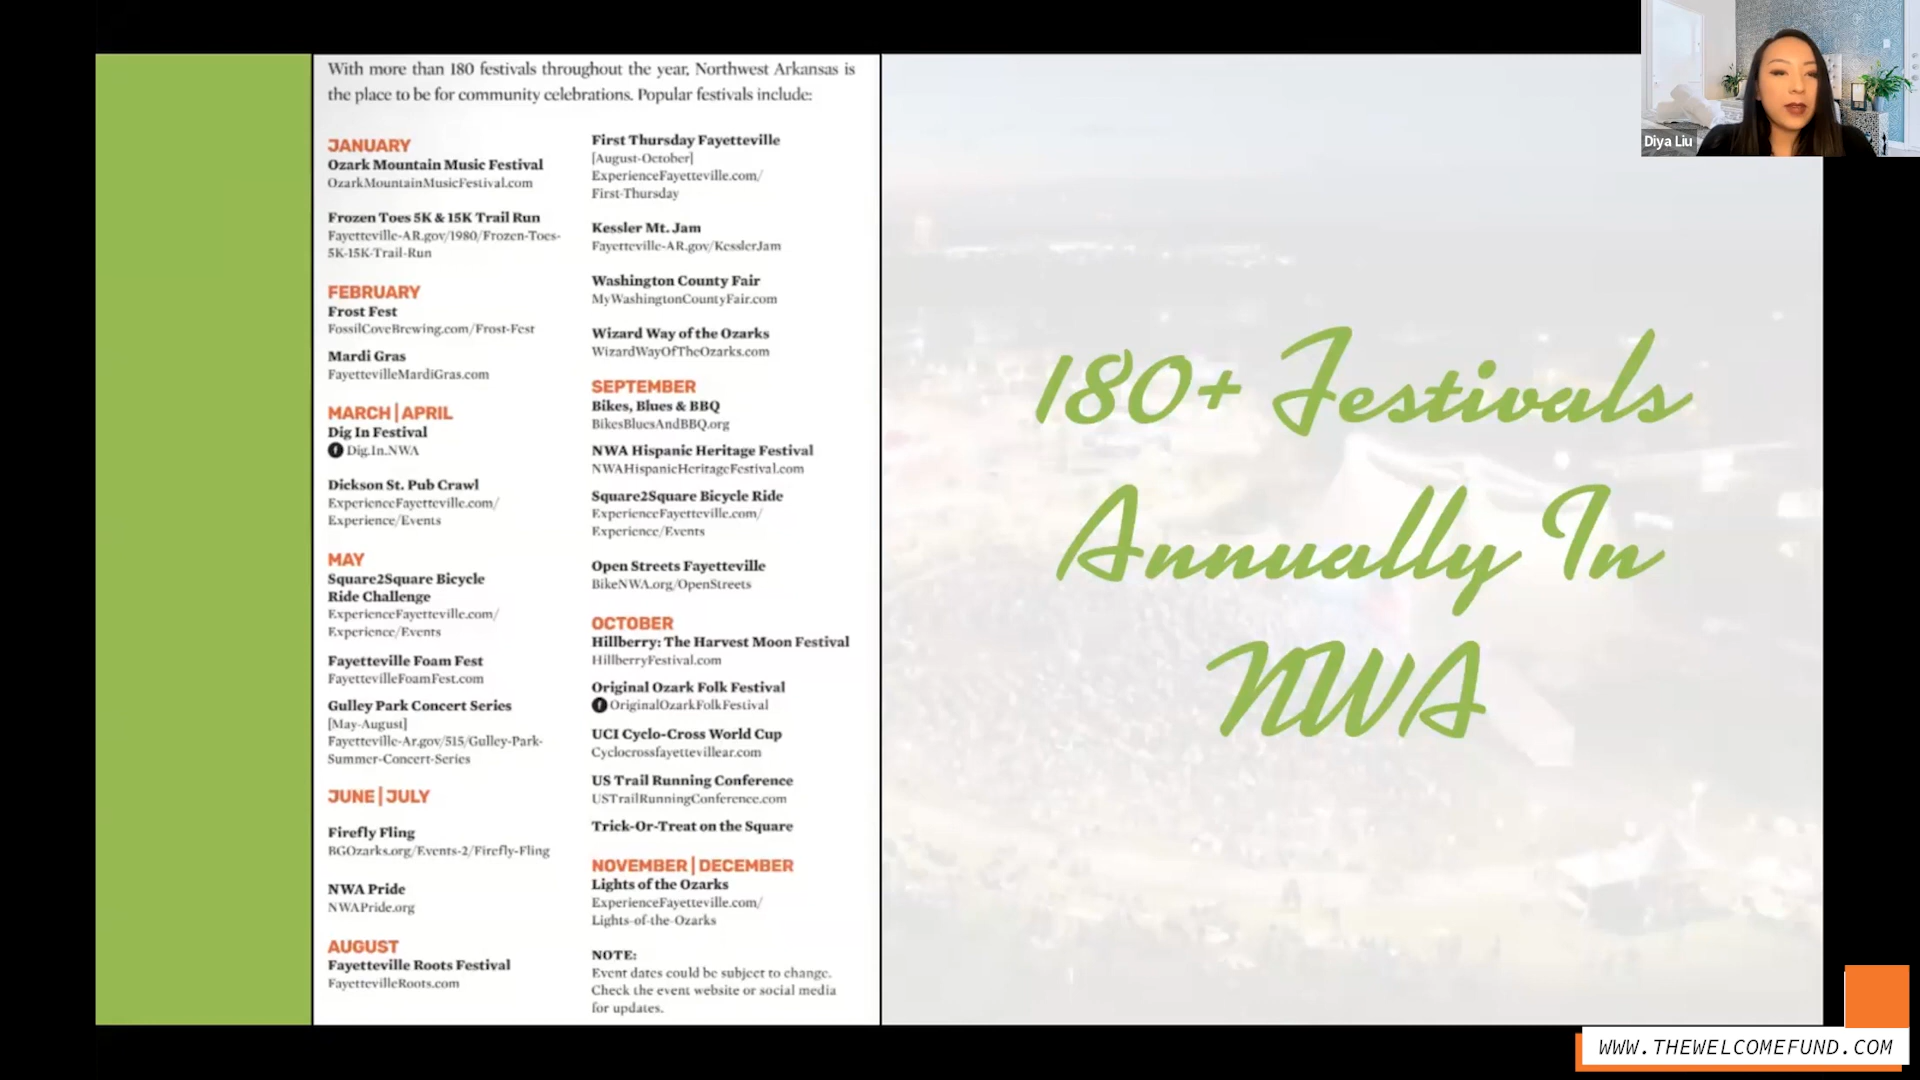 With more than 180 festivals throughout the year, Northwest Arkansas is
the place to be for community celebrations. Popular festivals include:
JANUARY
Ozark Mountain Music Festival
OzarkMountainMusicFestival.com
Frozen Toes 5K & 15K Trail Run
Fayetteville-AR.gov/1980/Frozen-Toes-
5K-15K-Trail-Run
FEBRUARY
Frost Fest
FossilCoveBrewing.com/Frost-Fest
Mardi Gras
FayettevilleMardiGras.com
MARCH | APRIL
Dig In Festival
Dig.In.NWA
Dickson St. Pub Crawl
ExperienceFayetteville.com/
Experience/Events
MAY
Square2Square Bicycle
Ride Challenge
ExperienceFayetteville.com/
Experience/Events
Fayetteville Foam Fest
FayettevilleFoamFest.com
Gulley Park Concert Series
[May-August]
Fayetteville-Ar.gov/515/Gulley-Park-
Summer-Concert-Series
JUNE | JULY
Firefly Fling
BGOzarks.org/Events-2/Firefly-Fling
NWA Pride
NWAPride.org
AUGUST
Fayetteville Roots Festival
FayettevilleRoots.com
First Thursday Fayetteville
[August-October]
ExperienceFayetteville.com/
First-Thursday
Kessler Mt. Jam
Fayetteville-AR.gov/KesslerJam
Washington County Fair
MyWashingtonCountyFair.com
Wizard Way of the Ozarks
WizardWayOfTheOzarks.com
SEPTEMBER
Bikes, Blues & BBQ
BikesBluesAndBBQ.org
NWA Hispanic Heritage Festival
NWAHispanicHeritageFestival.com
Square2Square Bicycle Ride
ExperienceFayetteville.com/
Experience/Events
Open Streets Fayetteville
BikeNWA.org/OpenStreets
OCTOBER
Hillberry: The Harvest Moon Festival
HillberryFestival.com
Original Ozark Folk Festival
OriginalOzarkFolkFestival
UCI Cyclo-Cross World Cup
Cyclocrossfayettevillear.com
US Trail Running Conference
USTrailRunningConference.com
Trick-Or-Treat on the Square
NOVEMBER | DECEMBER
Lights of the Ozarks
ExperienceFayetteville.com/
Lights-of-the-Ozarks
NOTE:
Event dates could be subject to change.
Check the event website or social media
for updates.
180+ Festivals
Annually In
NWA
Diya Liu
WWW.THEWELCOMEFUND.COM